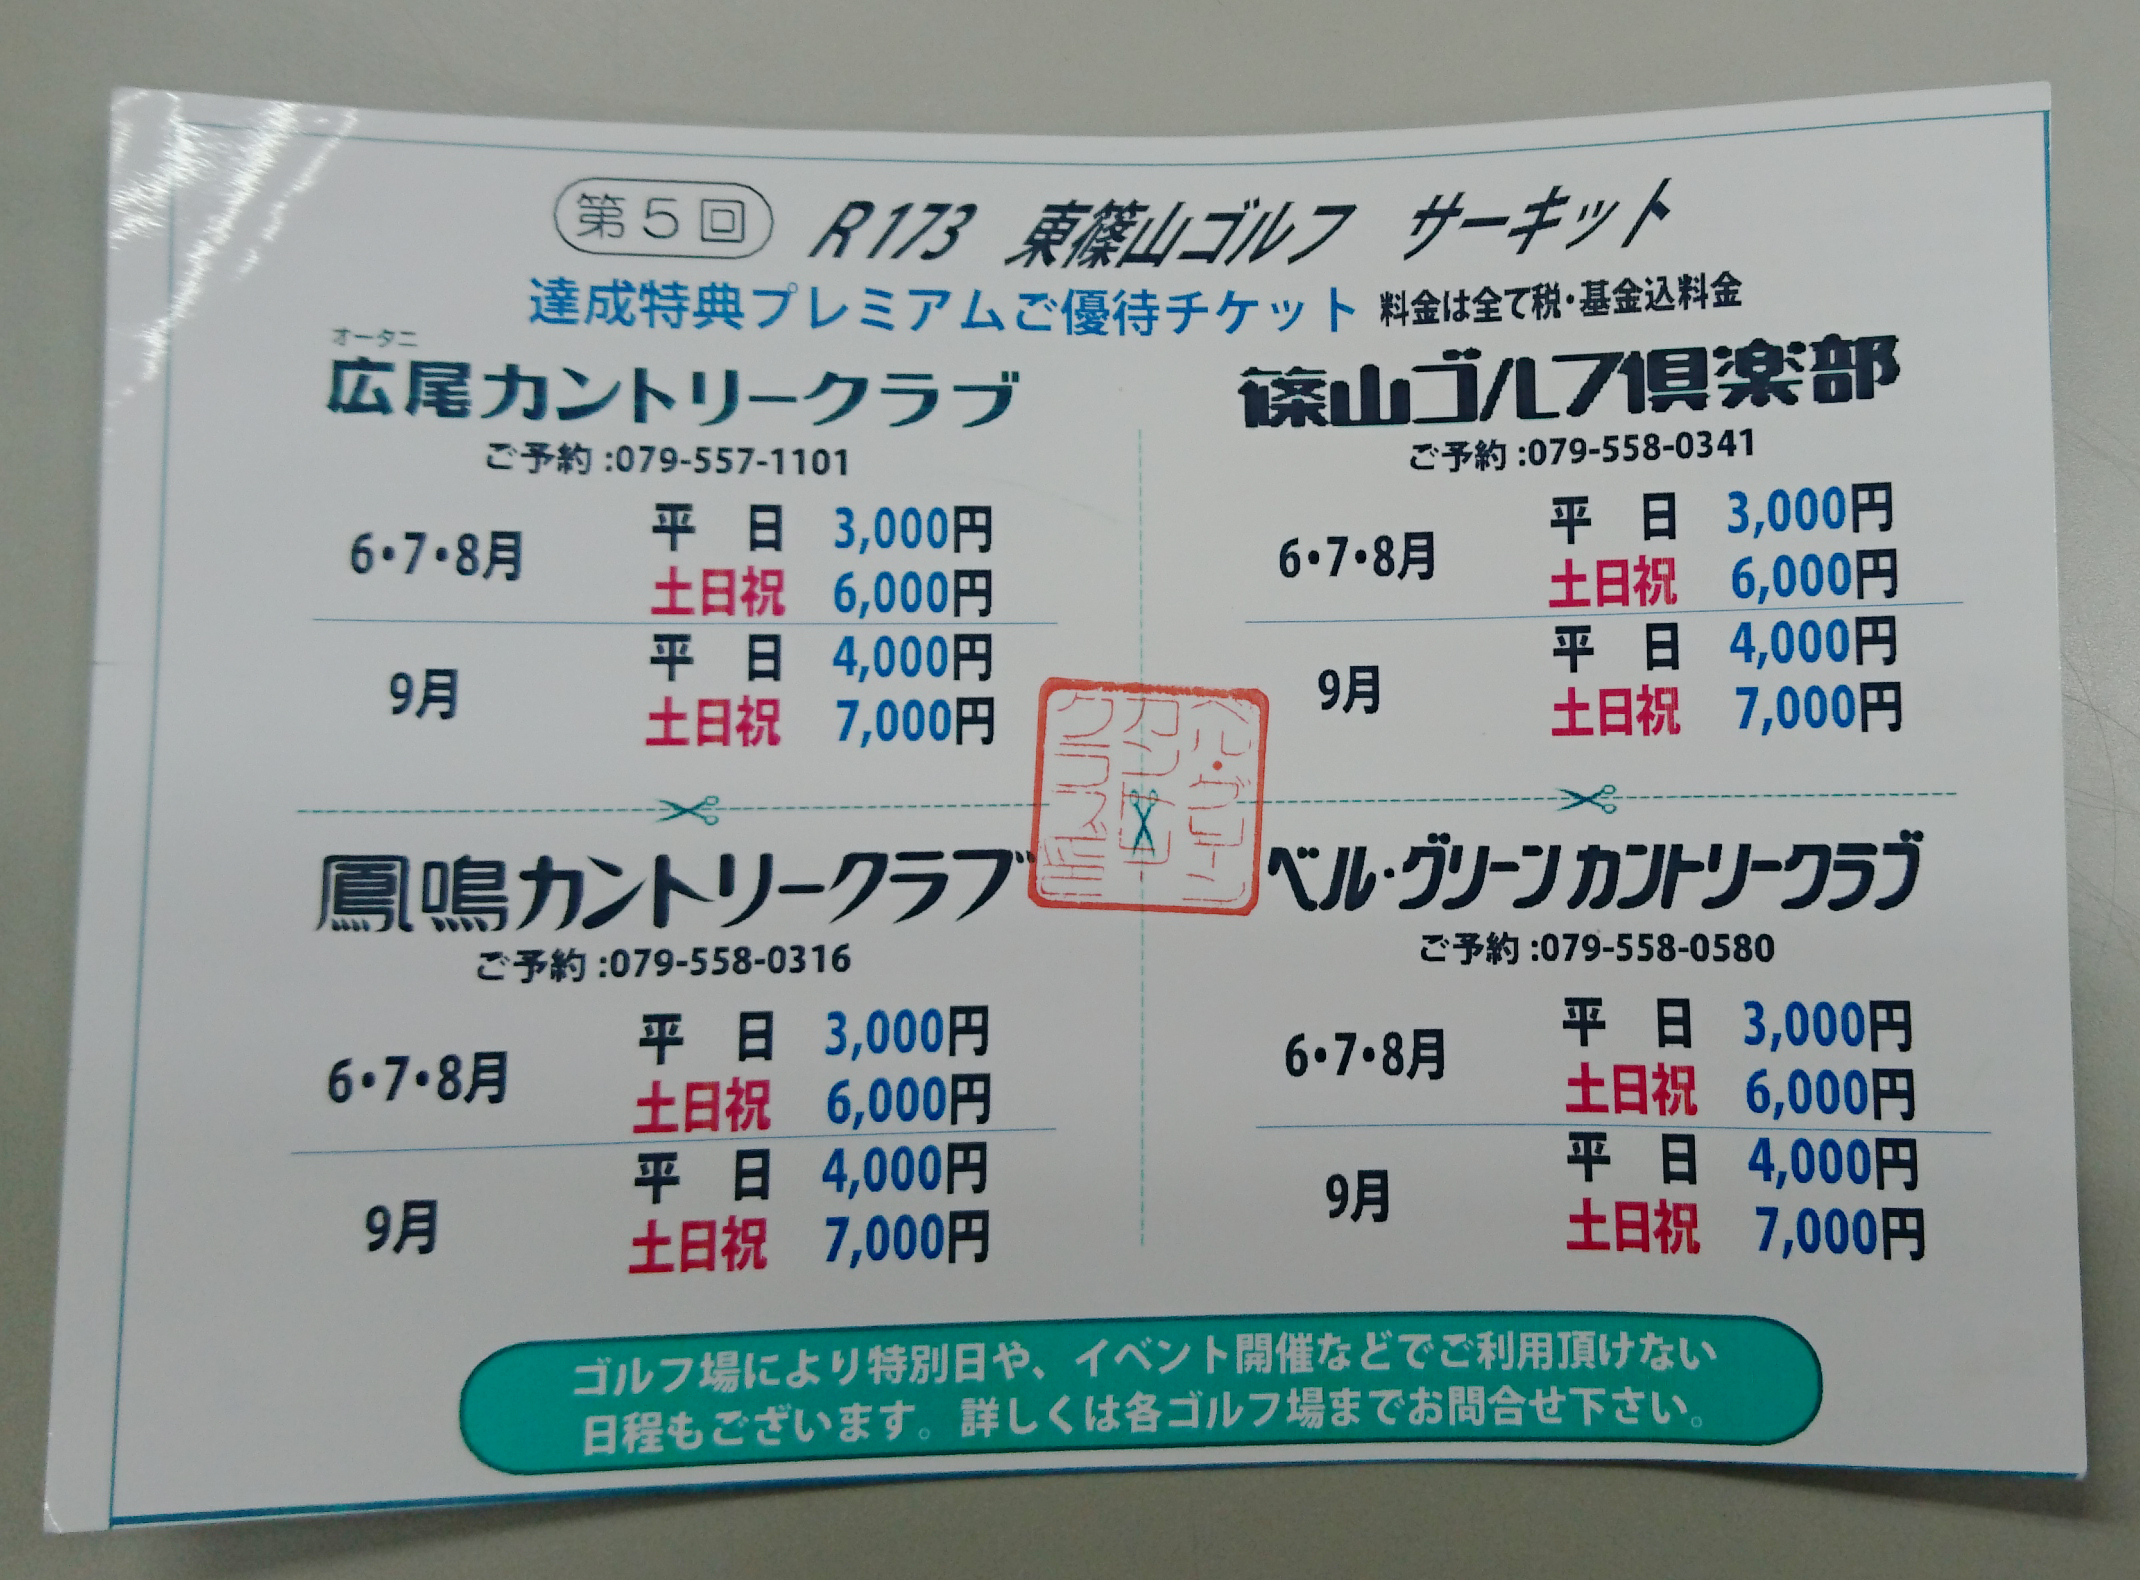 第5回 R173 東篠山ゴルフ サーキット
達成特典プレミアムご優待チケット 料金は全て税・基金込料金
オータニ
広尾カントリークラブ
ご予約:079-557-1101
6・7・8月
平 日 3,000円
土日祝 6,000円
9月
平 日 4,000円
土日祝 7,000円
篠山ゴルフ倶楽部
ご予約:079-558-0341
6・7・8月
平 日 3,000円
土日祝 6,000円
9月
平 日 4,000円
土日祝 7,000円
鳳鳴カントリークラブ
ご予約:079-558-0316
6・7・8月
平 日 3,000円
土日祝 6,000円
9月
平 日 4,000円
土日祝 7,000円
ベル・グリーンカントリークラブ
ご予約:079-558-0580
6・7・8月
平 日 3,000円
土日祝 6,000円
9月
平 日 4,000円
土日祝 7,000円
ゴルフ場により特別日や、イベント開催などでご利用頂けない
日程もございます。詳しくは各ゴルフ場までお問合せ下さい。